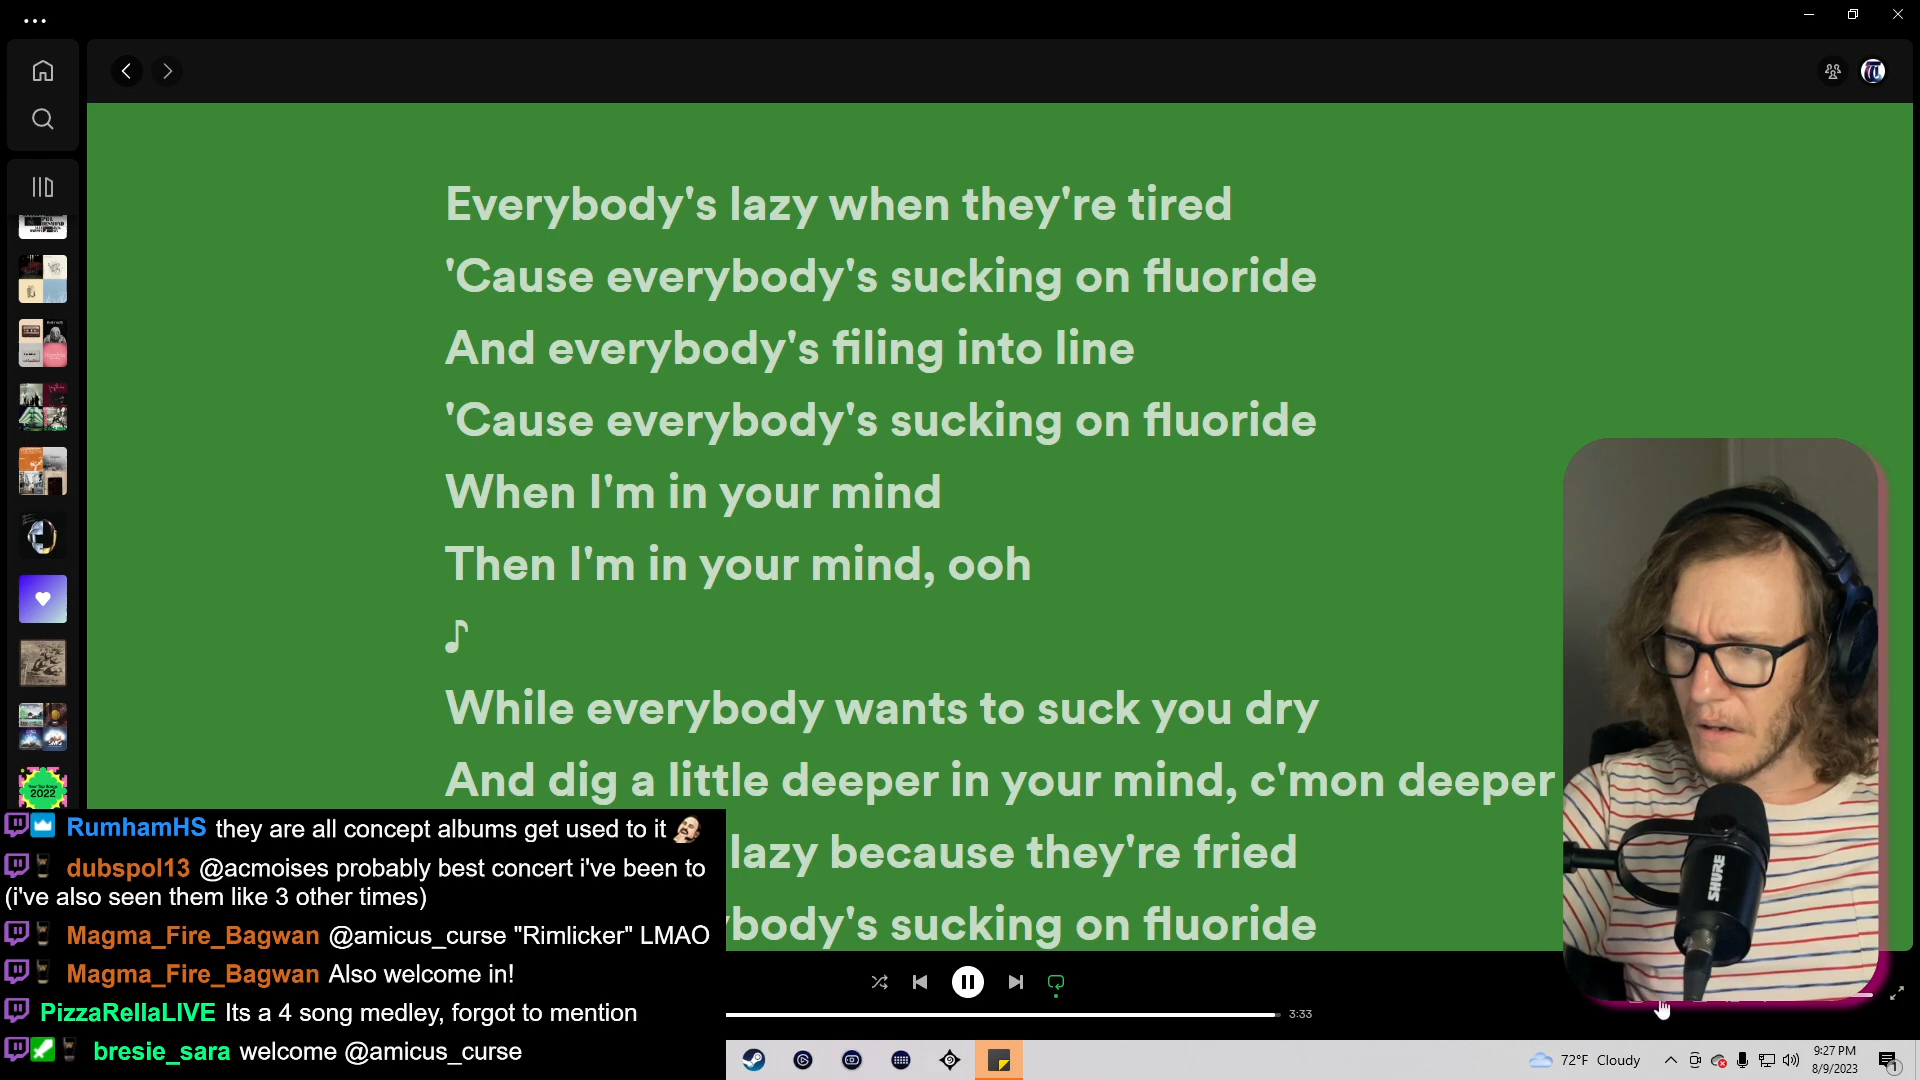 Everybody's lazy when they're tired
'Cause everybody's sucking on fluoride
And everybody's filing into line
'Cause everybody's sucking on fluoride
When I'm in your mind
Then I'm in your mind, ooh
♪
While everybody wants to suck you dry
And dig a little deeper in your mind, c'mon deeper
lazy because they're fried
ybody's sucking on fluoride
2022
RumhamHS they are all concept albums get used to it
dubspol13 @acmoises probably best concert i've been to
(i've also seen them like 3 other times)
Magma_Fire_Bagwan @amicus_curse "Rimlicker" LMAO
Magma_Fire_Bagwan Also welcome in!
PizzaRellaLIVE Its a 4 song medley, forgot to mention
bresie_sara welcome @amicus_curse
SHURE
3:33
72°F Cloudy
9:27 PM
8/9/2023
1